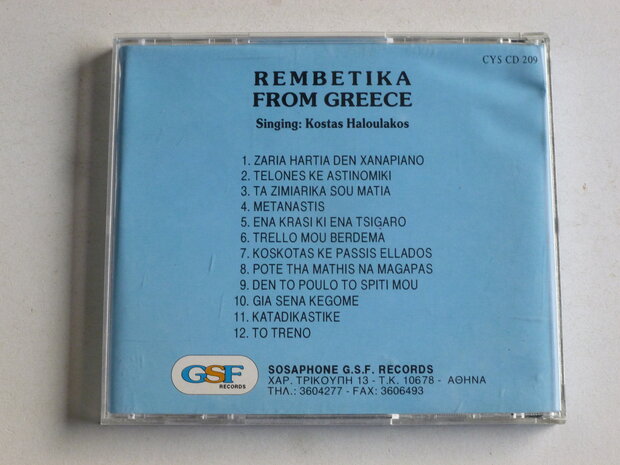 CYS CD 209
REMBETIKA
FROM GREECE
Singing: Kostas Haloulakos
1. ZARIA HARTIA DEN XANAPIANO
2. TELONES KE ASTINOMIKI
3. TA ZIMIARIKA SOU MATIA
4. METANASTIS
5. ENA KRASI KI ENA TSIGARO
6. TRELLO MOU BERDEMA
7. KOSKOTAS KE PASSIS ELLADOS
8. POTE THA MATHIS NA MAGAPAS
9. DEN TO POULO TO SPITI MOU
10. GIA SENA KEGOME
11. KATADIKASTIKE
12. TO TRENO
GSF
RECORDS
SOSAPHONE G.S.F. RECORDS
ΧΑΡ. ΤΡΙΚΟΥΠΗ 13 - Τ.Κ. 10678 - ΑΘΗΝΑ
ΤΗΛ.: 3604277 - FAX: 3606493